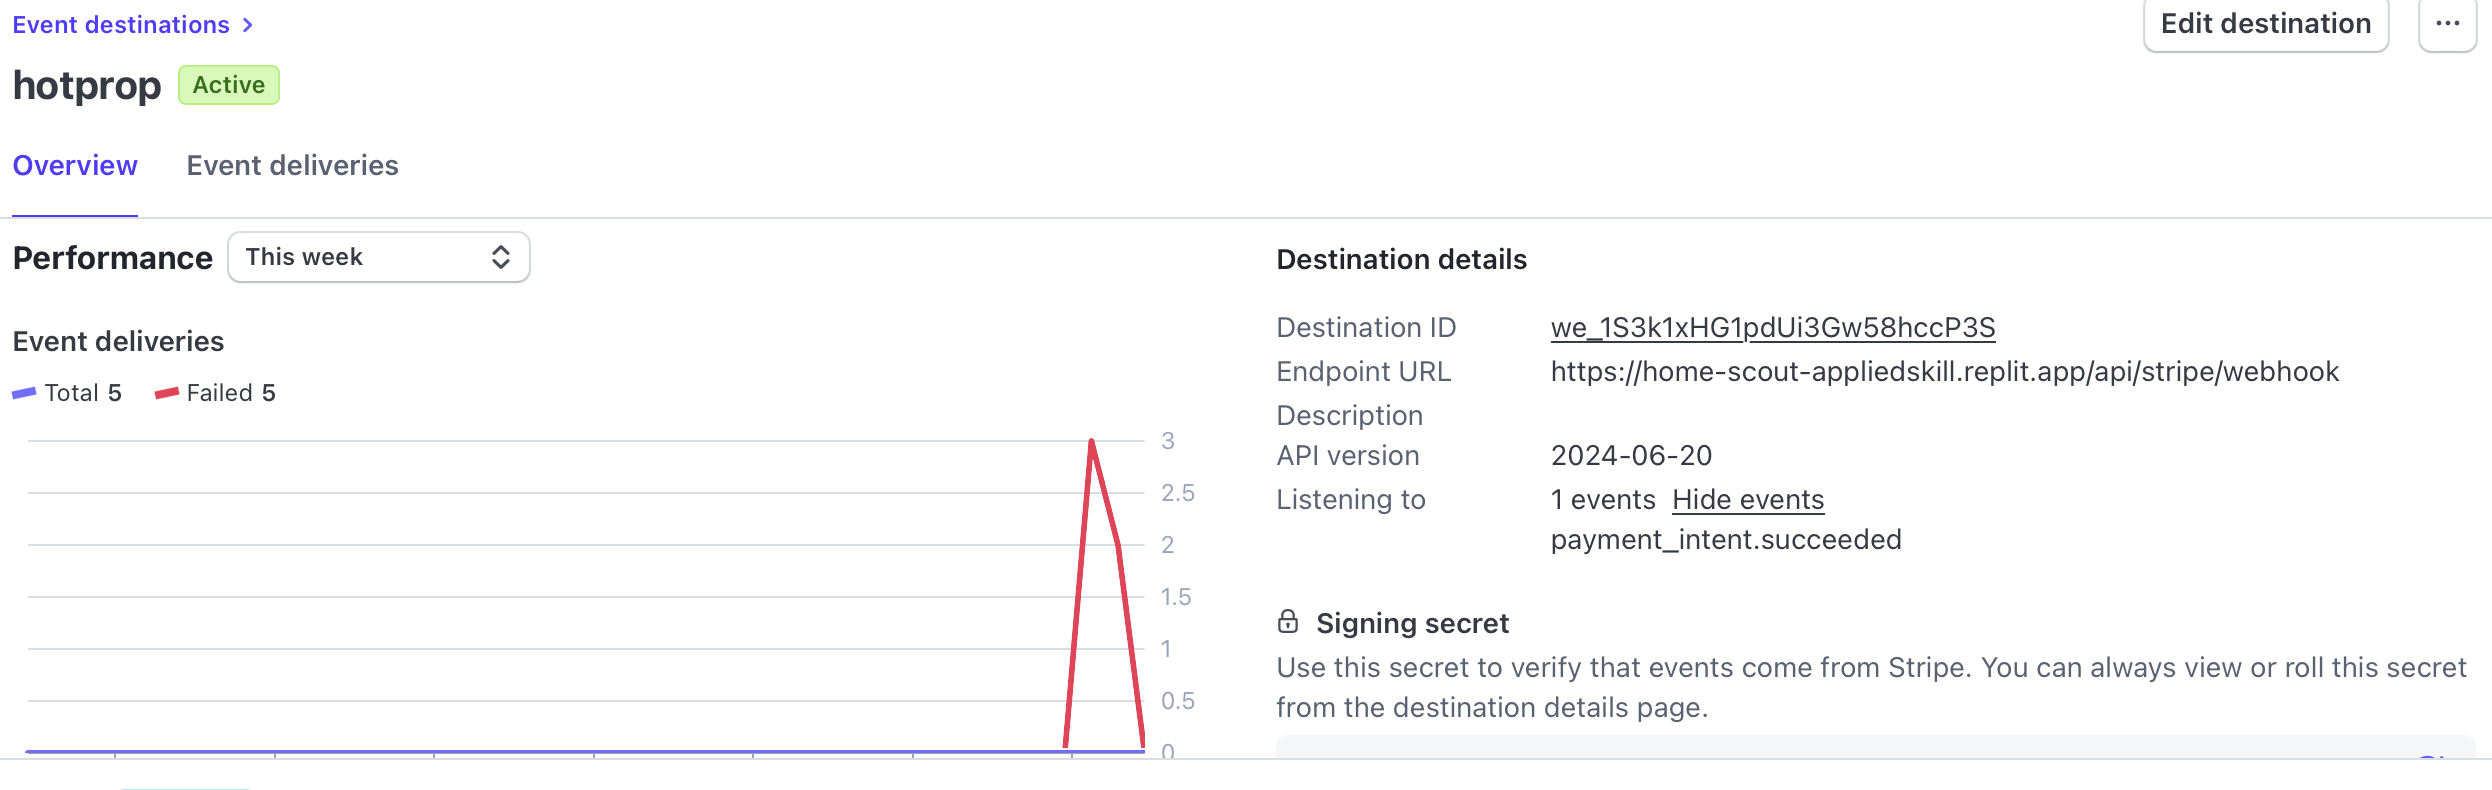 Event destinations
Edit destination
hotprop Active
Overview Event deliveries
Performance This week
Event deliveries
Total 5 Failed 5
3
2.5
2
1.5
1
0.5
0
Destination details
Destination ID we_1S3k1xHG1pdUi3Gw58hccP3S
Endpoint URL https://home-scout-appliedskill.replit.app/api/stripe/webhook
Description
API version 2024-06-20
Listening to 1 events Hide events
payment_intent.succeeded
Signing secret
Use this secret to verify that events come from Stripe. You can always view or roll this secret
from the destination details page.